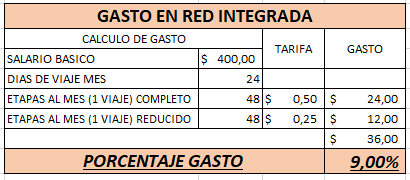 GASTO EN RED INTEGRADA
CALCULO DE GASTO TARIFA GASTO
SALARIO BASICO $ 400,00
DIAS DE VIAJE MES 24
ETAPAS AL MES (1 VIAJE) COMPLETO 48 $ 0,50 $ 24,00
ETAPAS AL MES (1 VIAJE) REDUCIDO 48 $ 0,25 $ 12,00
$ 36,00
PORCENTAJE GASTO 9,00%